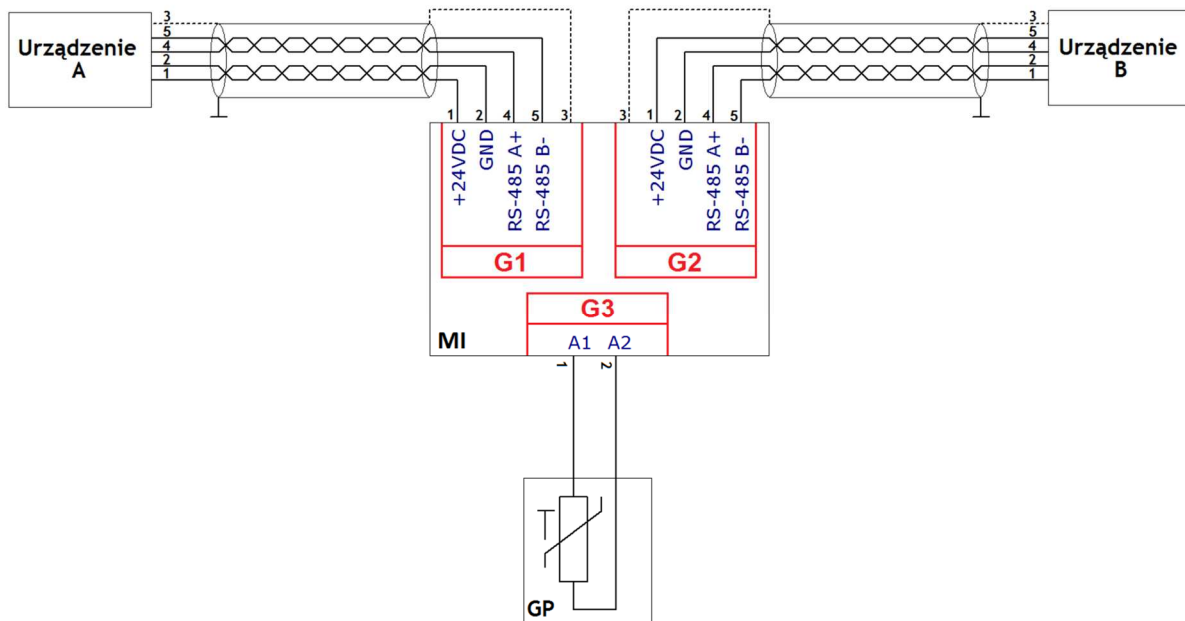 3
5
4
2
1
Urządzenie
A
3
5
4
2
1
Urządzenie
B
1
2
4
5
3
3
1
2
4
5
+24VDC
GND
RS-485 A+
RS-485 B-
+24VDC
GND
RS-485 A+
RS-485 B-
G1
G2
G3
MI
A1 A2
1
2
GP